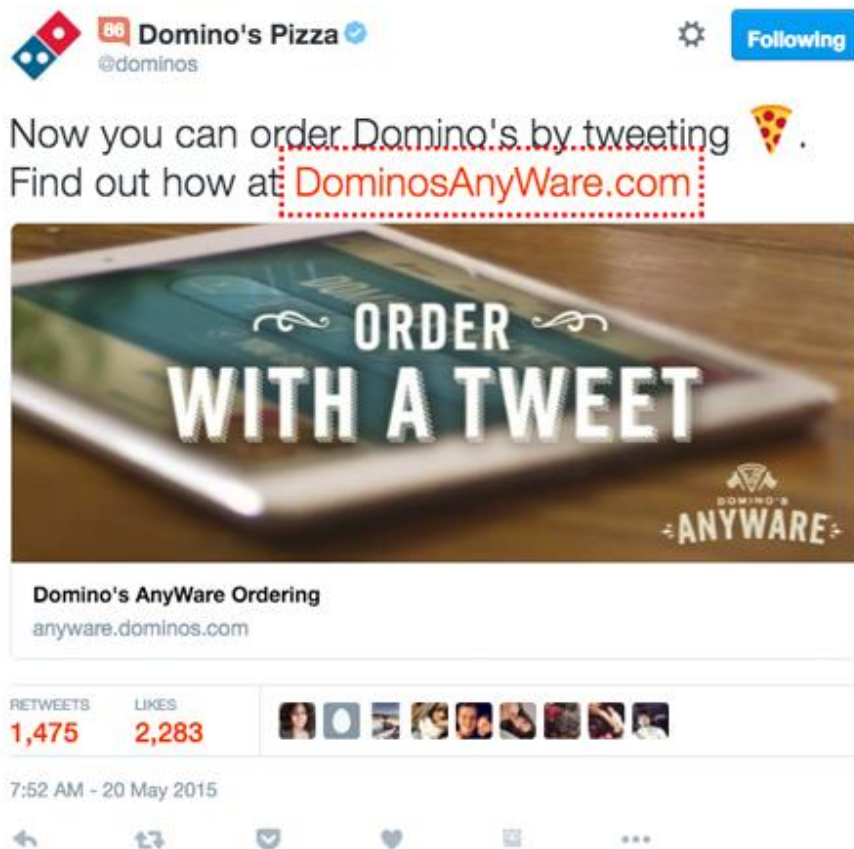 86 Domino's Pizza
@dominos
Following
Now you can order Domino's by tweeting 🍕.
Find out how at DominosAnyWare.com
ORDER
WITH A TWEET
DOMINO'S
ANYWARE
Domino's AnyWare Ordering
anyware.dominos.com
RETWEETS LIKES
1,475 2,283
7:52 AM - 20 May 2015